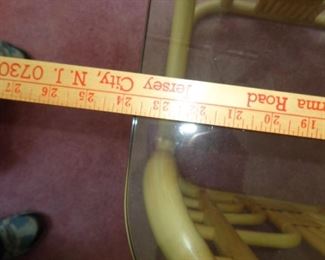 rma Road
Jersey City, N. J. 0730
19 20 21 22 23 24 25 26 27